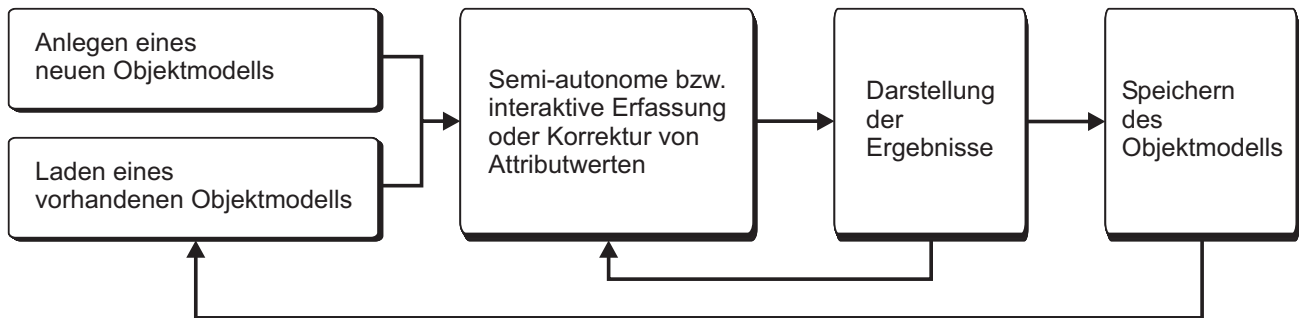 Anlegen eines
neuen Objektmodells
Laden eines
vorhandenen Objektmodells
Semi-autonome bzw.
interaktive Erfassung
oder Korrektur von
Attributwerten
Darstellung
der
Ergebnisse
Speichern
des
Objektmodells